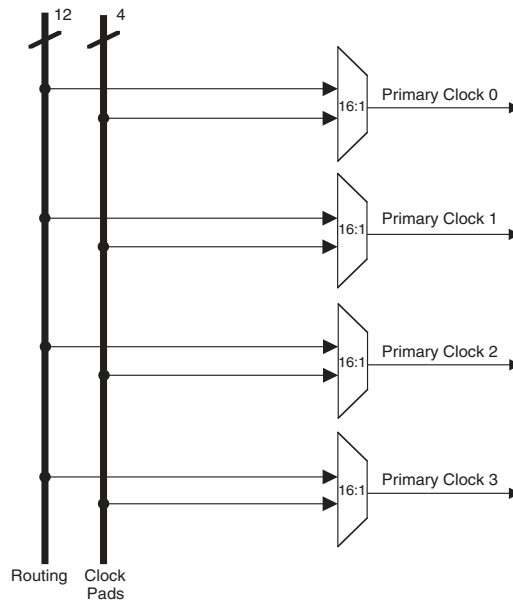 12
4
16:1
Primary Clock 0
16:1
Primary Clock 1
16:1
Primary Clock 2
16:1
Primary Clock 3
Routing
Clock
Pads